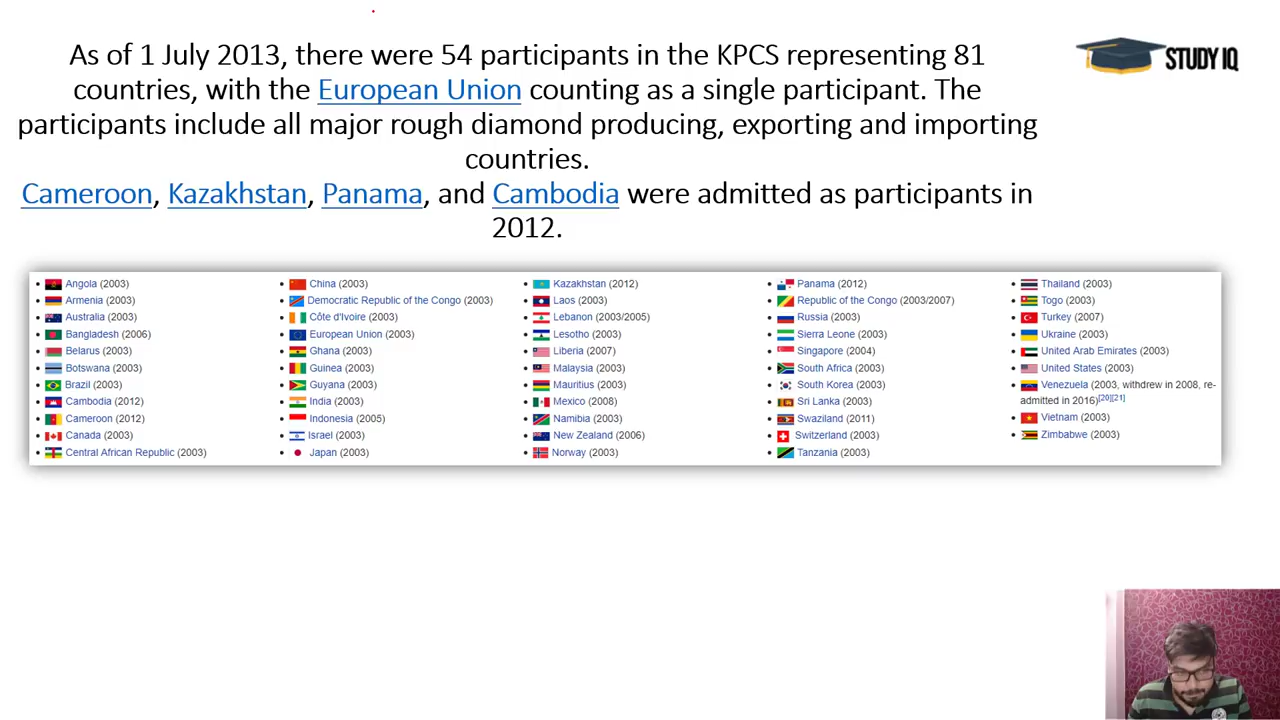 As of 1 July 2013, there were 54 participants in the KPCS representing 81
countries, with the European Union counting as a single participant. The
participants include all major rough diamond producing, exporting and importing
countries.
Cameroon, Kazakhstan, Panama, and Cambodia were admitted as participants in
2012.
STUDY IQ
Angola (2003)
Armenia (2003)
Australia (2003)
Bangladesh (2006)
Belarus (2003)
Botswana (2003)
Brazil (2003)
Cambodia (2012)
Cameroon (2012)
Canada (2003)
Central African Republic (2003)
China (2003)
Democratic Republic of the Congo (2003)
Côte d'Ivoire (2003)
European Union (2003)
Ghana (2003)
Guinea (2003)
Guyana (2003)
India (2003)
Indonesia (2005)
Israel (2003)
Japan (2003)
Kazakhstan (2012)
Laos (2003)
Lebanon (2003/2005)
Lesotho (2003)
Liberia (2007)
Malaysia (2003)
Mauritius (2003)
Mexico (2008)
Namibia (2003)
New Zealand (2006)
Norway (2003)
Panama (2012)
Republic of the Congo (2003/2007)
Russia (2003)
Sierra Leone (2003)
Singapore (2004)
South Africa (2003)
South Korea (2003)
Sri Lanka (2003)
Swaziland (2011)
Switzerland (2003)
Tanzania (2003)
Thailand (2003)
Togo (2003)
Turkey (2007)
Ukraine (2003)
United Arab Emirates (2003)
United States (2003)
Venezuela (2003, withdrew in 2008, re-
admitted in 2016)[20][21]
Vietnam (2003)
Zimbabwe (2003)